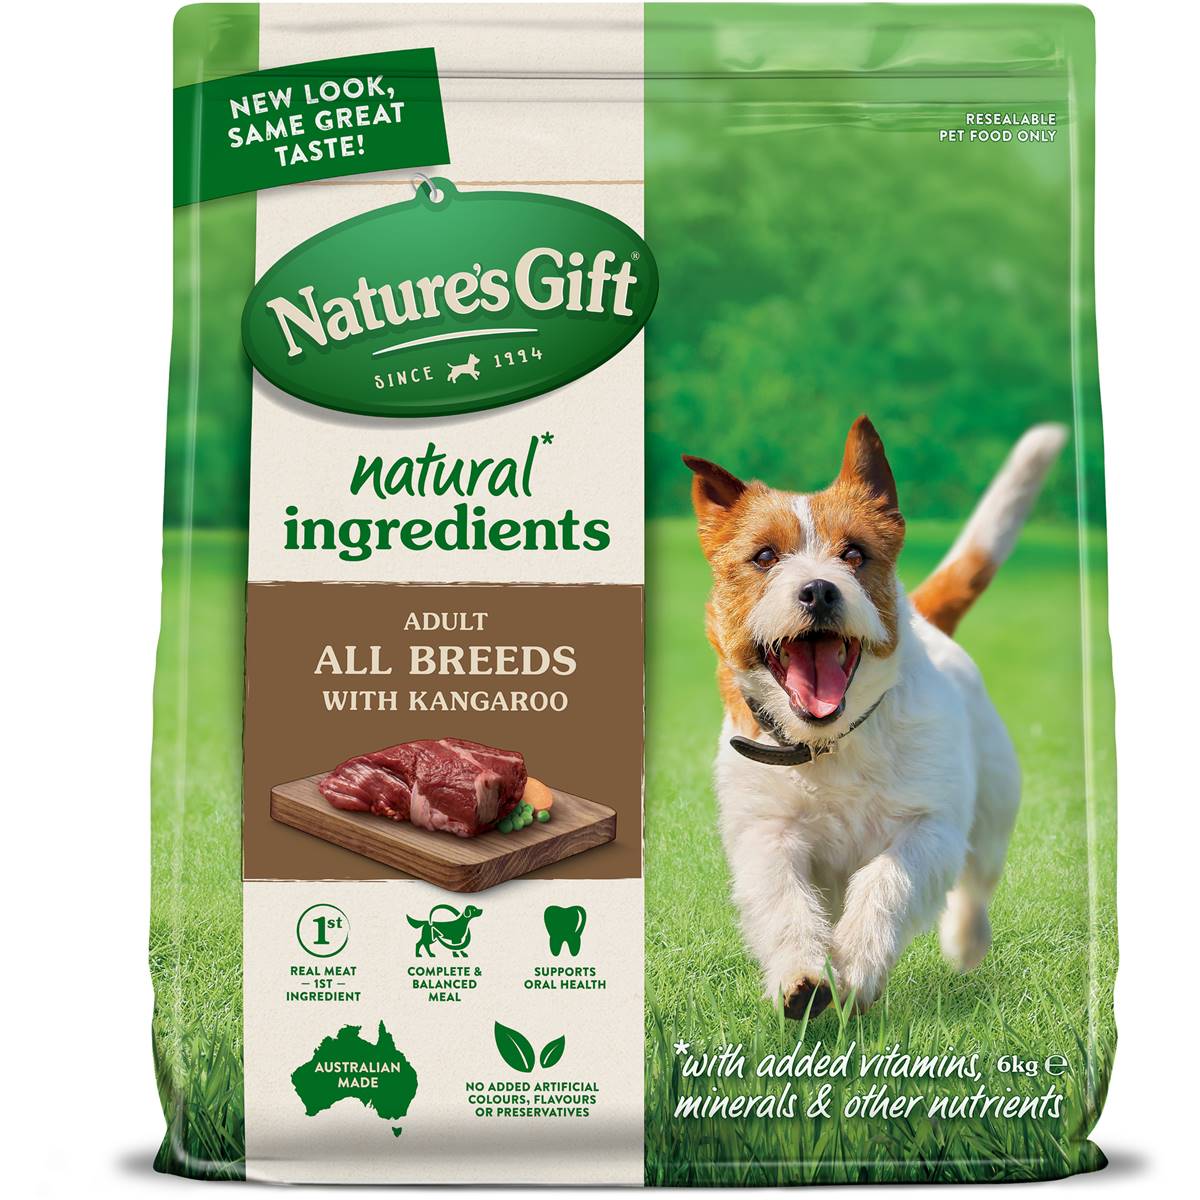 NEW LOOK,
SAME GREAT
TASTE!
RESEALABLE
PET FOOD ONLY
Nature's Gift®
SINCE 1994
natural*
ingredients
ADULT
ALL BREEDS
WITH KANGAROO
1st
REAL MEAT
– 1ST –
INGREDIENT
COMPLETE &
BALANCED
MEAL
SUPPORTS
ORAL HEALTH
AUSTRALIAN
MADE
NO ADDED ARTIFICIAL
COLOURS, FLAVOURS
OR PRESERVATIVES
*with added vitamins,
minerals & other nutrients
6kg ℮